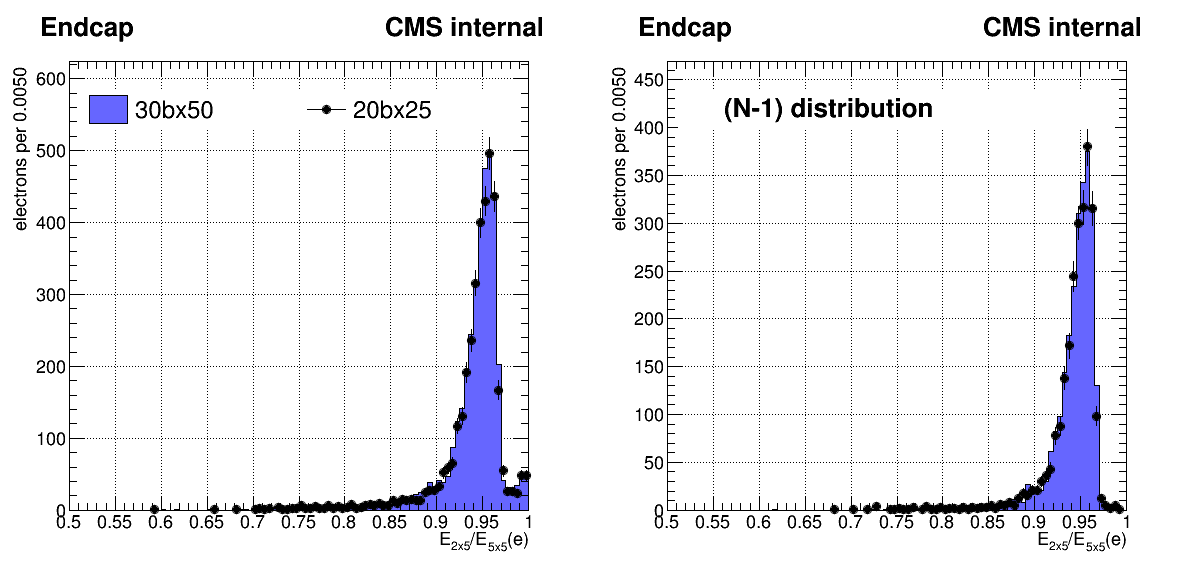 Endcap CMS internal
electrons per 0.0050
600
500
400
300
200
100
0
30bx50 20bx25
0.5 0.55 0.6 0.65 0.7 0.75 0.8 0.85 0.9 0.95 1
E2x5/E5x5(e)
Endcap CMS internal
electrons per 0.0050
450
400
350
300
250
200
150
100
50
0
(N-1) distribution
0.5 0.55 0.6 0.65 0.7 0.75 0.8 0.85 0.9 0.95 1
E2x5/E5x5(e)